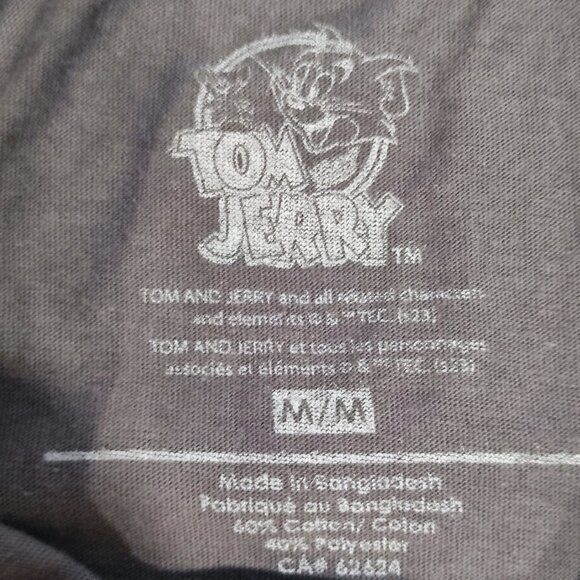 TOM
JERRY TM
TOM AND JERRY and all related characters
and elements © & ™ TEC. (s23)
TOM AND JERRY et tous les personnages
associés et éléments © & ™ TEC. (s23)
M/M
Made in Bangladesh
Fabriqué au Bangladesh
60% Cotton/ Coton
40% Polyester
CA# 62624